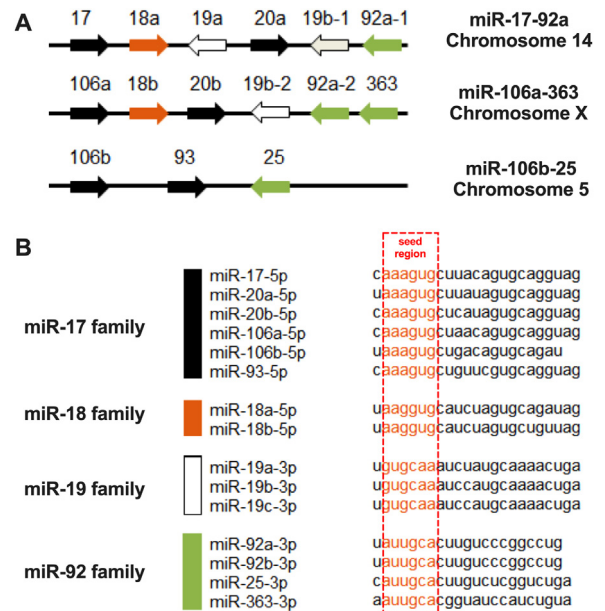 A
17 18a 19a 20a 19b-1 92a-1
miR-17-92a
Chromosome 14
106a 18b 20b 19b-2 92a-2 363
miR-106a-363
Chromosome X
106b 93 25
miR-106b-25
Chromosome 5
B
seed
region
miR-17 family
miR-17-5p caaagugcuuacagugcagguag
miR-20a-5p uaaagugcuuauagugcagguag
miR-20b-5p caaagugcucauagugcagguag
miR-106a-5p caaagugcuaacagugcagguag
miR-106b-5p uaaagugcugacagugcagau
miR-93-5p caaagugcuguucgugcagguag
miR-18 family
miR-18a-5p uaaggugcaucuagugcagauag
miR-18b-5p uaaggugcaucuagugcuguuag
miR-19 family
miR-19a-3p ugugcaaaucuaugcaaaacuga
miR-19b-3p ugugcaaauccaugcaaaacuga
miR-19c-3p ugugcaaauccaugcaaaacuga
miR-92 family
miR-92a-3p uauugcacuugucccggccug
miR-92b-3p uauugcacuugucccggccug
miR-25-3p cauugcacuugucucggucuga
miR-363-3p aauugcacgguauccaucugua